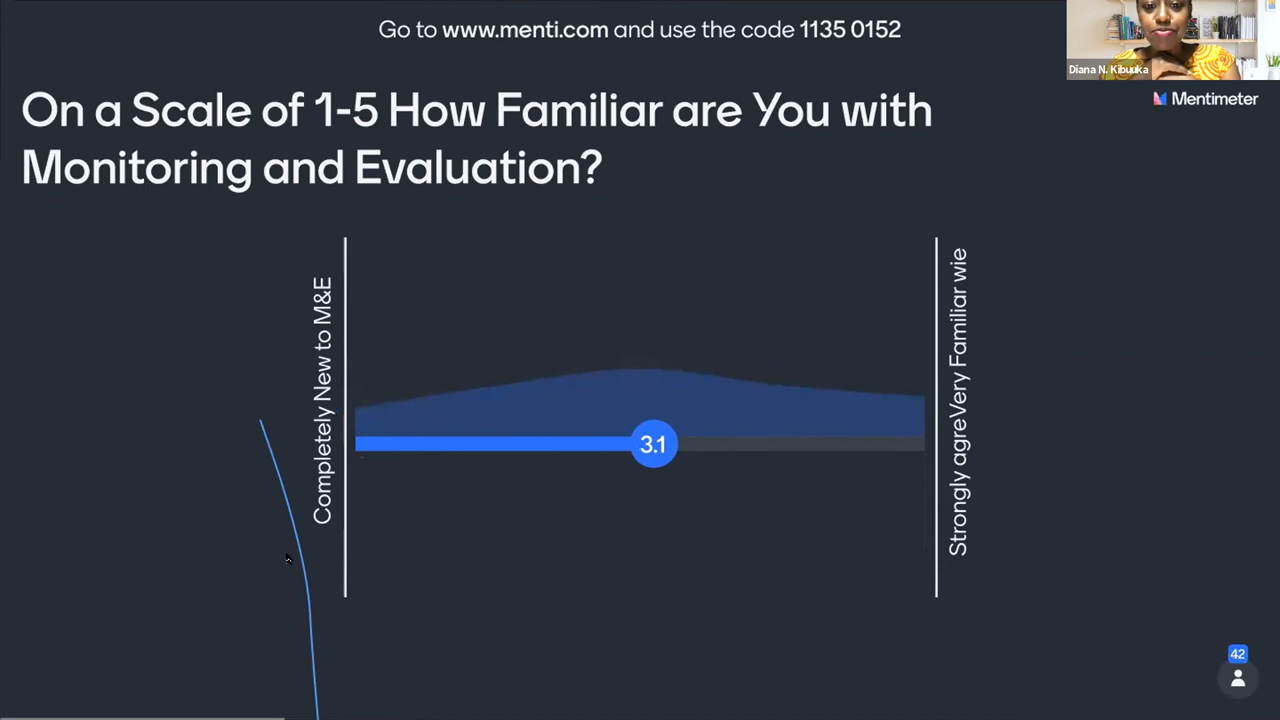 Go to www.menti.com and use the code 1135 0152
Diana N. Kibuuka
Mentimeter
On a Scale of 1-5 How Familiar are You with
Monitoring and Evaluation?
Completely New to M&E
3.1
Strongly agreVery Familiar wie
42